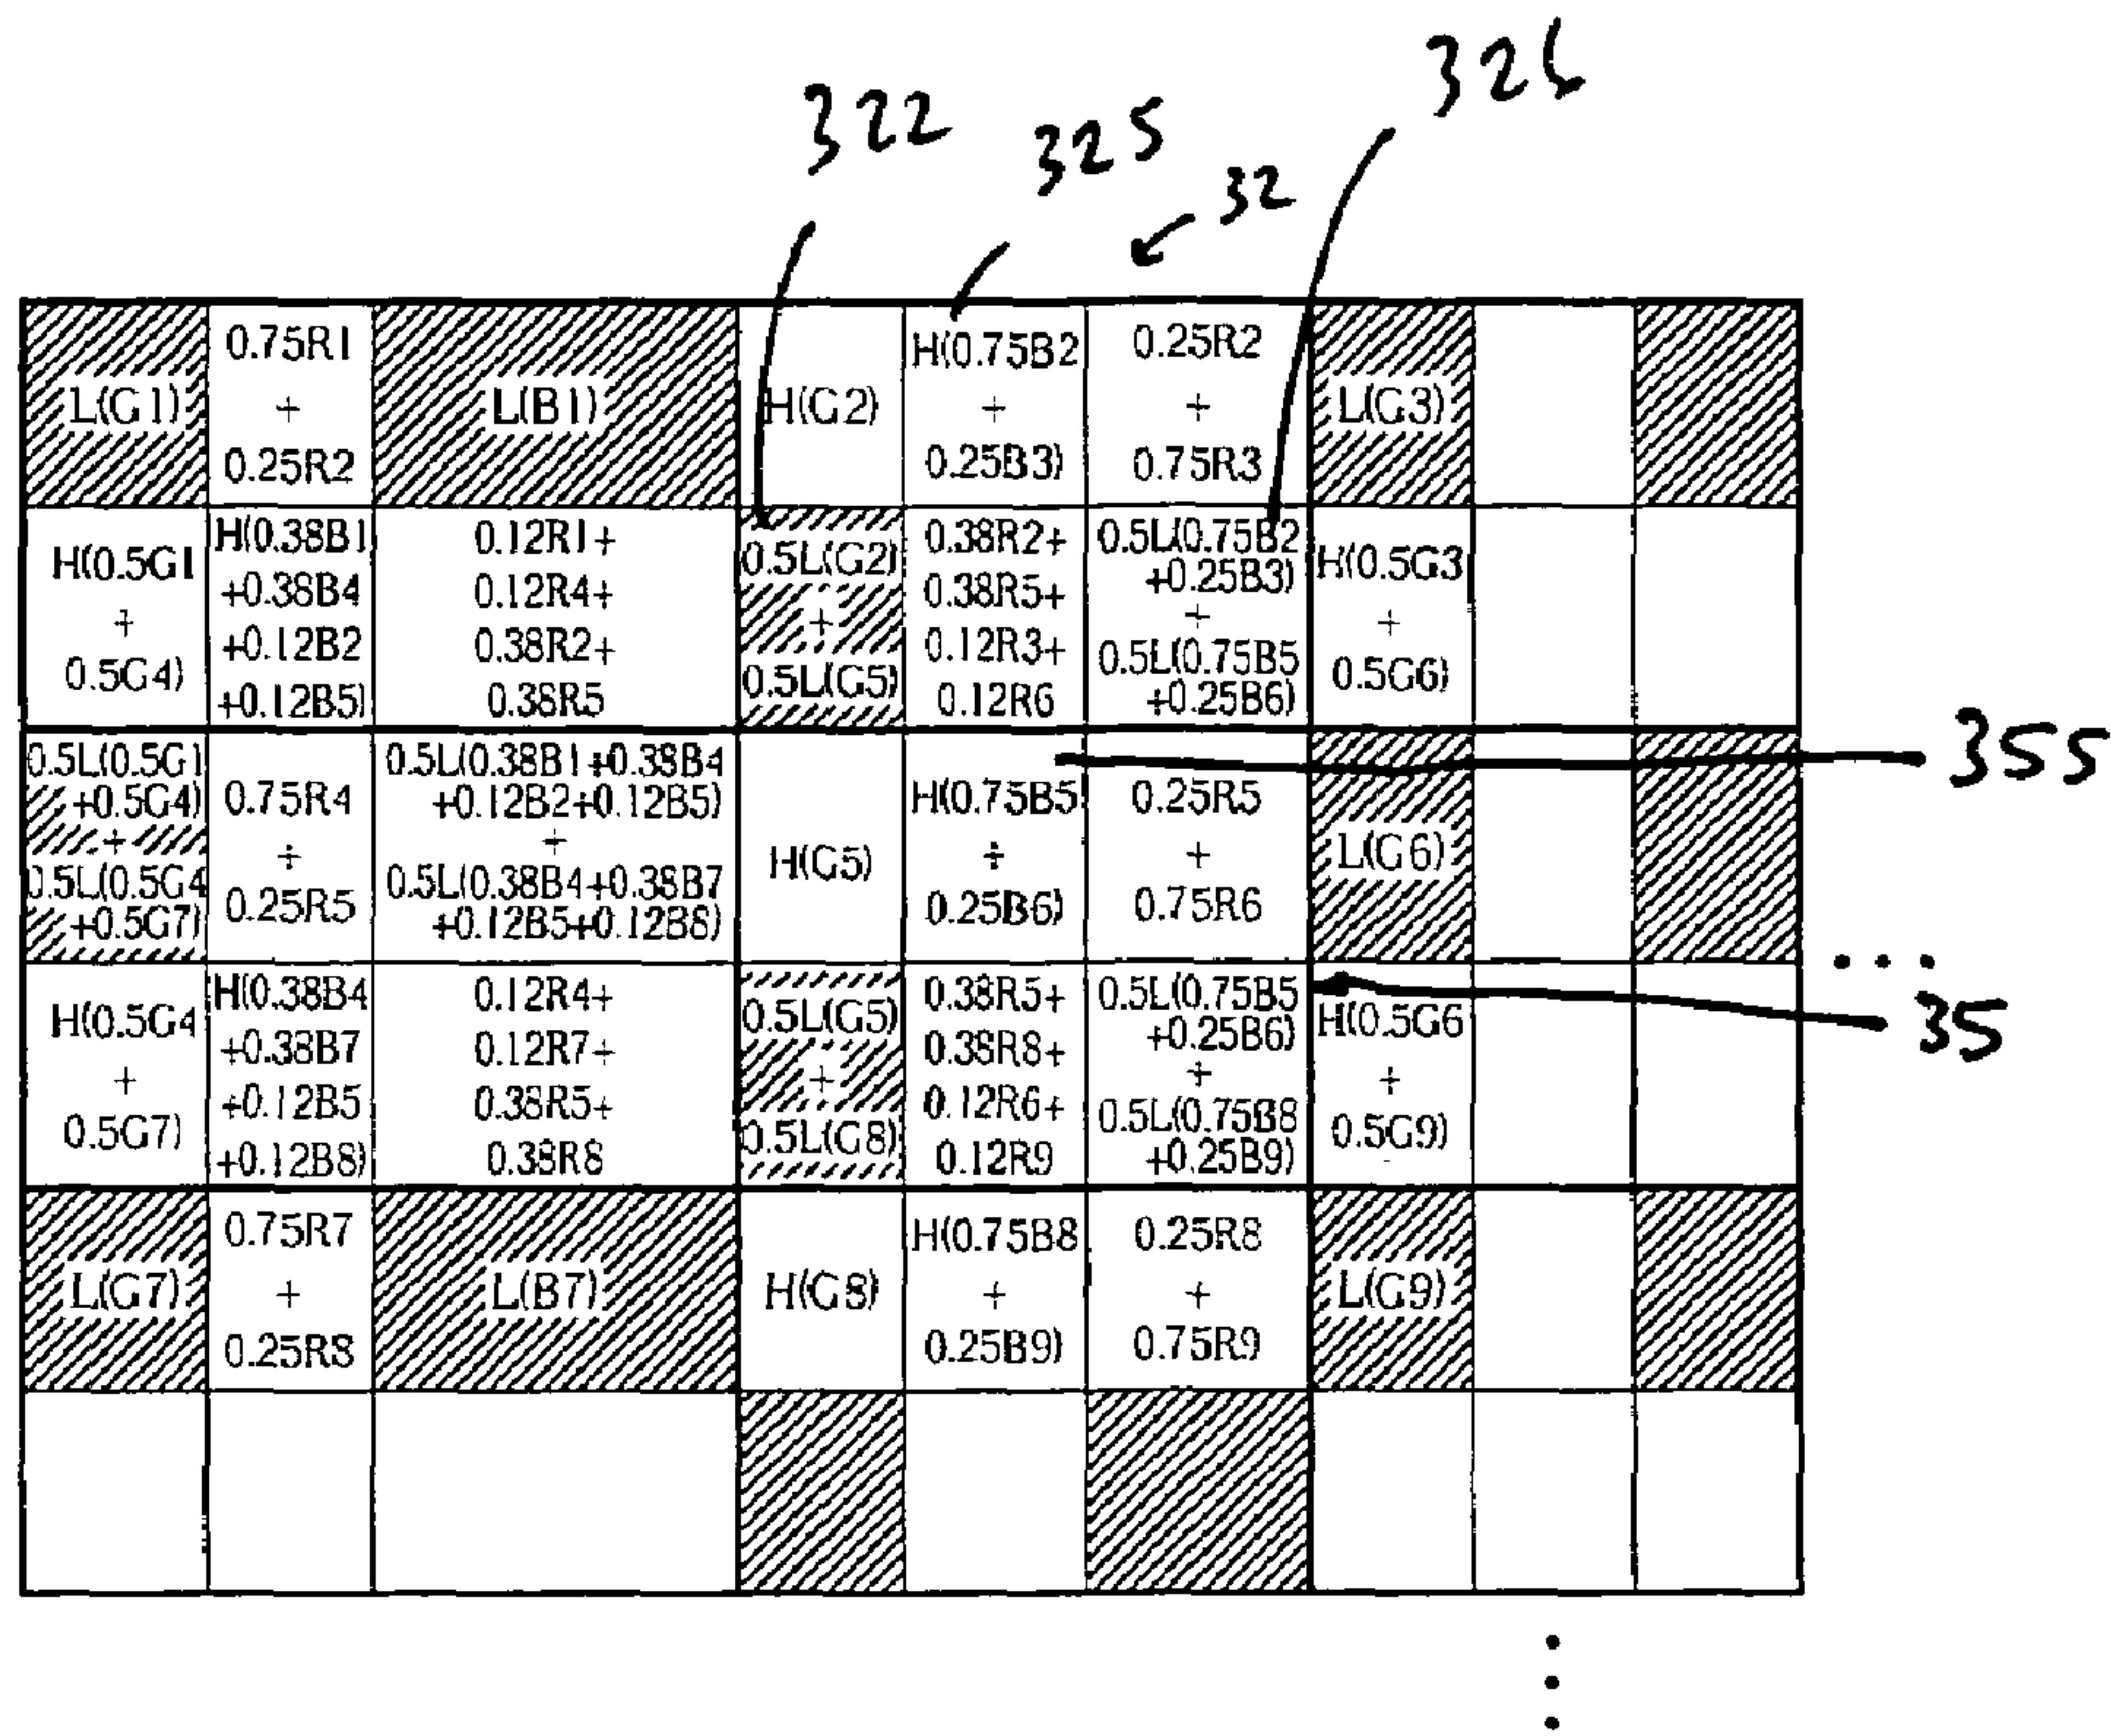 322
325
32
326
L(G1)
0.75R1
+
0.25R2
L(B1)
H(G2)
H(0.75B2
+
0.25B3)
0.25R2
+
0.75R3
L(G3)
H(0.5G1
+
0.5G4)
H(0.38B1
+0.38B4
+0.12B2
+0.12B5)
0.12R1+
0.12R4+
0.38R2+
0.38R5
0.5L(G2)
+
0.5L(G5)
0.38R2+
0.38R5+
0.12R3+
0.12R6
0.5L(0.75B2
+0.25B3)
+
0.5L(0.75B5
+0.25B6)
H(0.5G3
+
0.5G6)
0.5L(0.5G1
+0.5G4)
+
0.5L(0.5G4
+0.5G7)
0.75R4
+
0.25R5
0.5L(0.38B1+0.38B4
+0.12B2+0.12B5)
+
0.5L(0.38B4+0.38B7
+0.12B5+0.12B8)
H(G5)
H(0.75B5
+
0.25B6)
0.25R5
+
0.75R6
L(G6)
355
H(0.5G4
+
0.5G7)
H(0.38B4
+0.38B7
+0.12B5
+0.12B8)
0.12R4+
0.12R7+
0.38R5+
0.38R8
0.5L(G5)
+
0.5L(G8)
0.38R5+
0.38R8+
0.12R6+
0.12R9
0.5L(0.75B5
+0.25B6)
+
0.5L(0.75B8
+0.25B9)
H(0.5G6
+
0.5G9)
...
35
L(G7)
0.75R7
+
0.25R8
L(B7)
H(G8)
H(0.75B8
+
0.25B9)
0.25R8
+
0.75R9
L(G9)